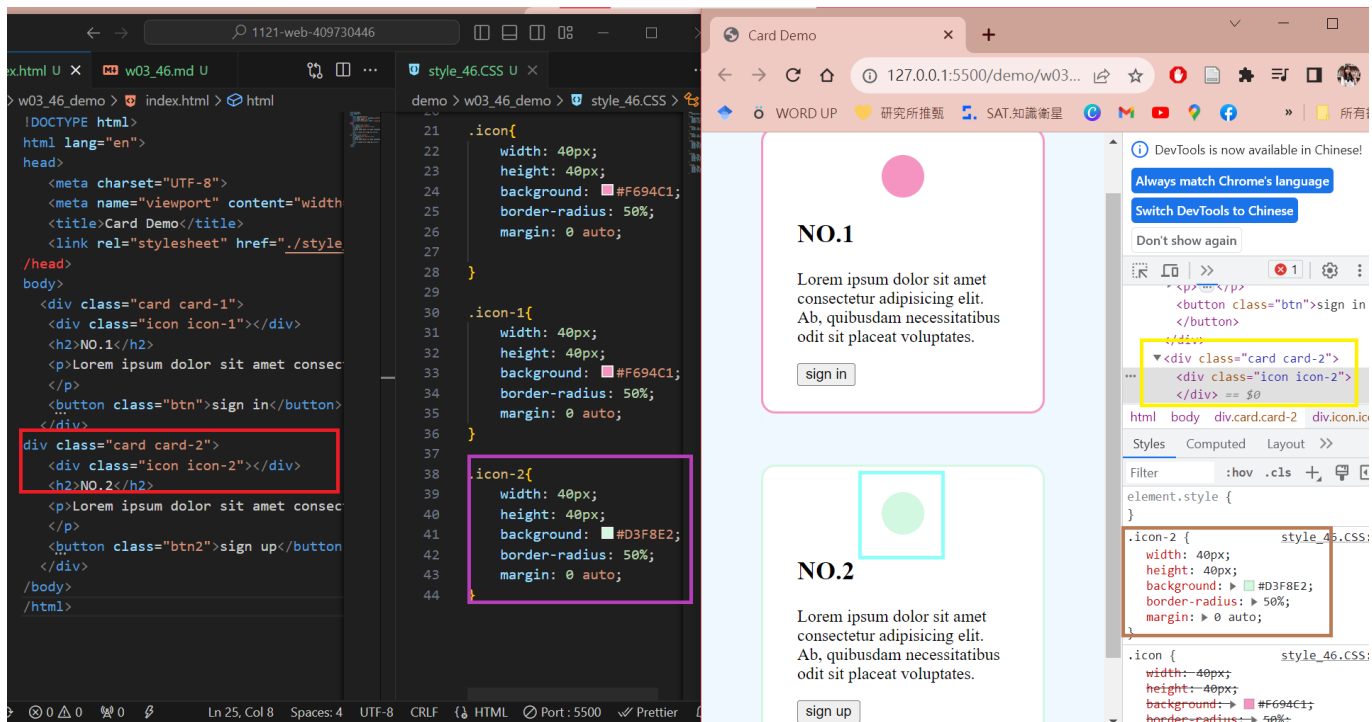 1121-web-409730446
ex.html U
w03_46.md U
style_46.CSS U
w03_46_demo > index.html > html
demo > w03_46_demo > style_46.CSS >
!DOCTYPE html>
html lang="en">
head>
<meta charset="UTF-8">
<meta name="viewport" content="width
<title>Card Demo</title>
<link rel="stylesheet" href="./style_
/head>
body>
<div class="card card-1">
<div class="icon icon-1"></div>
<h2>NO.1</h2>
<p>Lorem ipsum dolor sit amet consec
</p>
<button class="btn">sign in</button>
</div>
div class="card card-2">
<div class="icon icon-2"></div>
<h2>NO.2</h2>
<p>Lorem ipsum dolor sit amet consec
</p>
<button class="btn2">sign up</button
</div>
/body>
/html>
21 .icon{
22 width: 40px;
23 height: 40px;
24 background: #F694C1;
25 border-radius: 50%;
26 margin: 0 auto;
27
28 }
29
30 .icon-1{
31 width: 40px;
32 height: 40px;
33 background: #F694C1;
34 border-radius: 50%;
35 margin: 0 auto;
36 }
37
38 .icon-2{
39 width: 40px;
40 height: 40px;
41 background: #D3F8E2;
42 border-radius: 50%;
43 margin: 0 auto;
44 }
0 0 0 Ln 25, Col 8 Spaces: 4 UTF-8 CRLF {} HTML Port : 5500 Prettier
Card Demo
127.0.0.1:5500/demo/w03...
WORD UP 研究所推甄 SAT.知識衛星 » 所有
NO.1
Lorem ipsum dolor sit amet
consectetur adipisicing elit.
Ab, quibusdam necessitatibus
odit sit placeat voluptates.
sign in
NO.2
Lorem ipsum dolor sit amet
consectetur adipisicing elit.
Ab, quibusdam necessitatibus
odit sit placeat voluptates.
sign up
DevTools is now available in Chinese!
Always match Chrome's language
Switch DevTools to Chinese
Don't show again
1
<p> … </p>
<button class="btn">sign in
</button>
</div>
<div class="card card-2">
<div class="icon icon-2">
</div> == $0
html body div.card.card-2 div.icon.ico
Styles Computed Layout
Filter :hov .cls
element.style {
}
.icon-2 { style_46.CSS:
width: 40px;
height: 40px;
background: #D3F8E2;
border-radius: 50%;
margin: 0 auto;
}
.icon { style_46.CSS:
width: 40px;
height: 40px;
background: #F694C1;
border-radius: 50%;